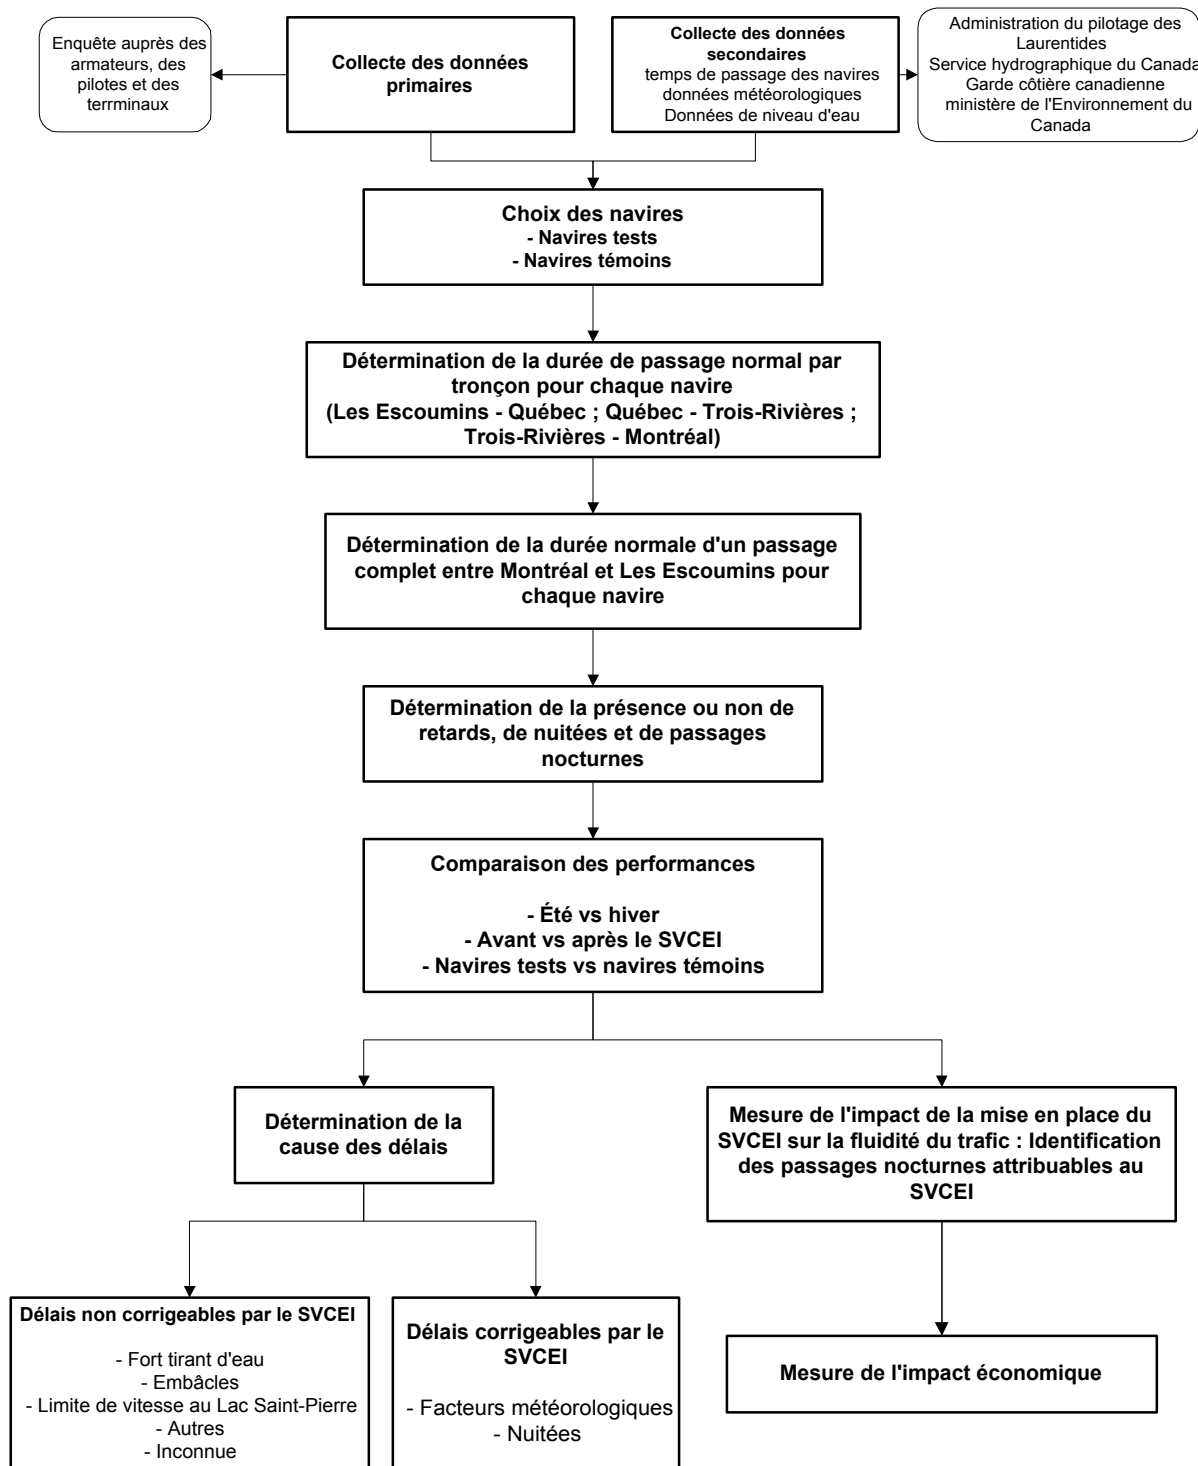 Enquête auprès des
armateurs, des
pilotes et des
terrminaux
Collecte des données
primaires
Collecte des données
secondaires
temps de passage des navires
données météorologiques
Données de niveau d'eau
Administration du pilotage des
Laurentides
Service hydrographique du Canada
Garde côtière canadienne
ministère de l'Environement du
Canada
Choix des navires
- Navires tests
- Navires témoins
Détermination de la durée de passage normal par
tronçon pour chaque navire
(Les Escoumins - Québec ; Québec - Trois-Rivières ;
Trois-Rivières - Montréal)
Détermination de la durée normale d'un passage
complet entre Montréal et Les Escoumins pour
chaque navire
Détermination de la présence ou non de
retards, de nuitées et de passages
nocturnes
Comparaison des performances
- Été vs hiver
- Avant vs après le SVCEI
- Navires tests vs navires témoins
Détermination de la
cause des délais
Mesure de l'impact de la mise en place du
SVCEI sur la fluidité du trafic : Identification
des passages nocturnes attribuables au
SVCEI
Délais non corrigeables par le SVCEI
- Fort tirant d'eau
- Embâcles
- Limite de vitesse au Lac Saint-Pierre
- Autres
- Inconnue
Délais corrigeables par le
SVCEI
- Facteurs météorologiques
- Nuitées
Mesure de l'impact économique